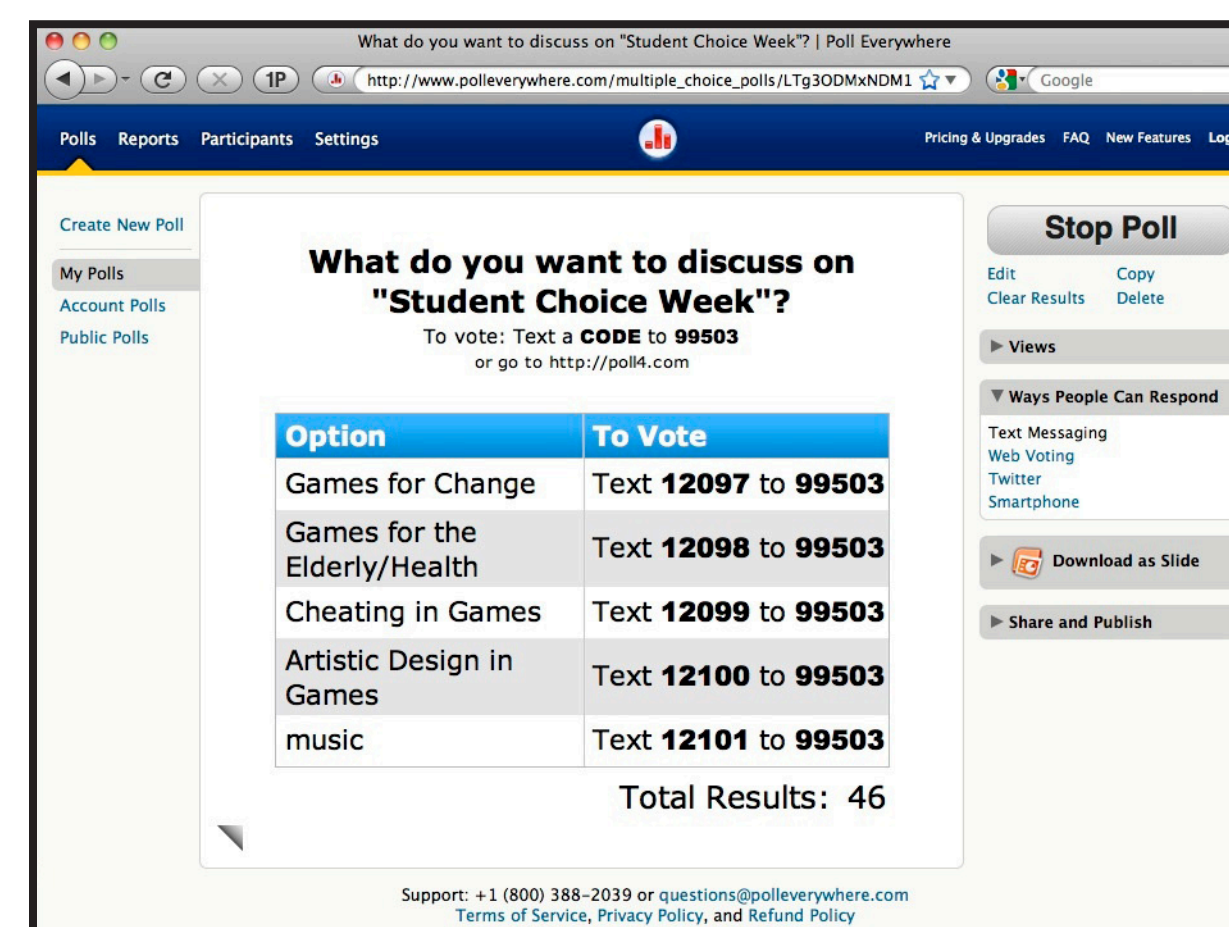 What do you want to discuss on "Student Choice Week"? | Poll Everywhere
1P
http://www.polleverywhere.com/multiple_choice_polls/LTg3ODMxNDM1
Google
Polls Reports Participants Settings
Pricing & Upgrades FAQ New Features
Create New Poll
My Polls
Account Polls
Public Polls
What do you want to discuss on
"Student Choice Week"?
To vote: Text a CODE to 99503
or go to http://poll4.com
Option To Vote
Games for Change Text 12097 to 99503
Games for the
Elderly/Health
Text 12098 to 99503
Cheating in Games Text 12099 to 99503
Artistic Design in
Games
Text 12100 to 99503
music Text 12101 to 99503
Total Results: 46
Stop Poll
Edit Copy
Clear Results Delete
Views
Ways People Can Respond
Text Messaging
Web Voting
Twitter
Smartphone
Download as Slide
Share and Publish
Support: +1 (800) 388-2039 or questions@polleverywhere.com
Terms of Service, Privacy Policy, and Refund Policy